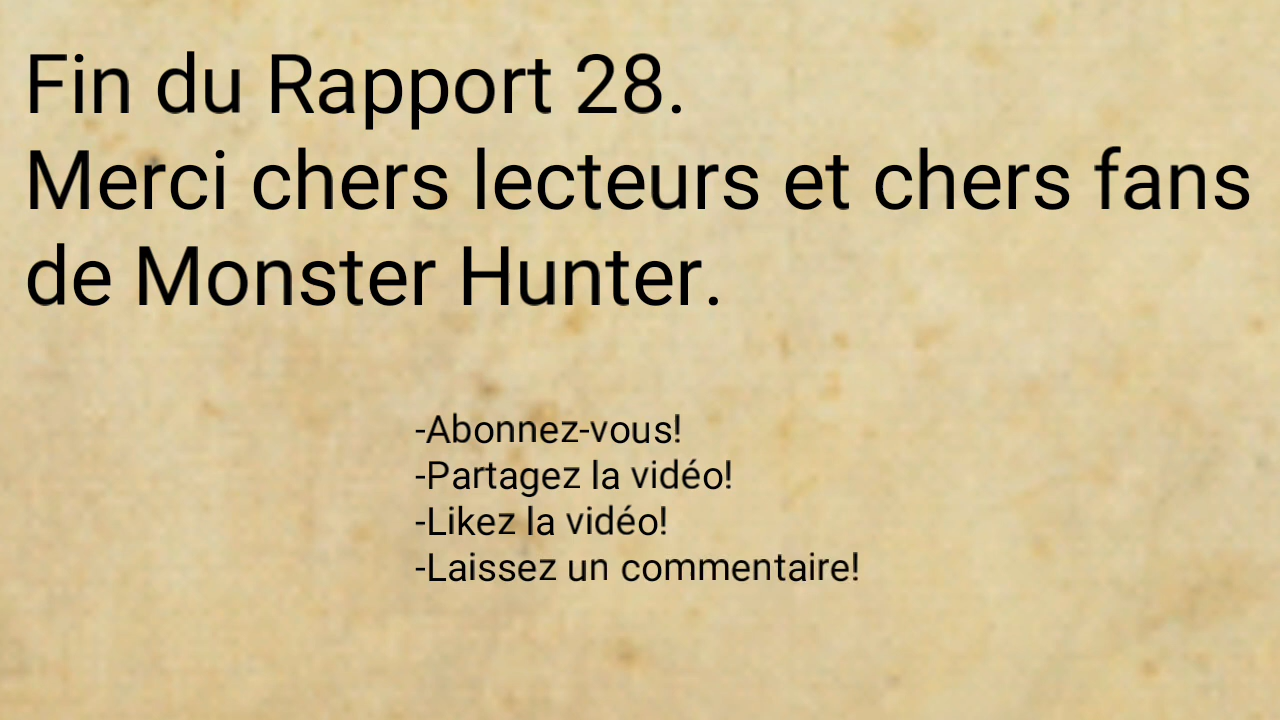 Fin du Rapport 28.
Merci chers lecteurs et chers fans
de Monster Hunter.
-Abonnez-vous!
-Partagez la vidéo!
-Likez la vidéo!
-Laissez un commentaire!